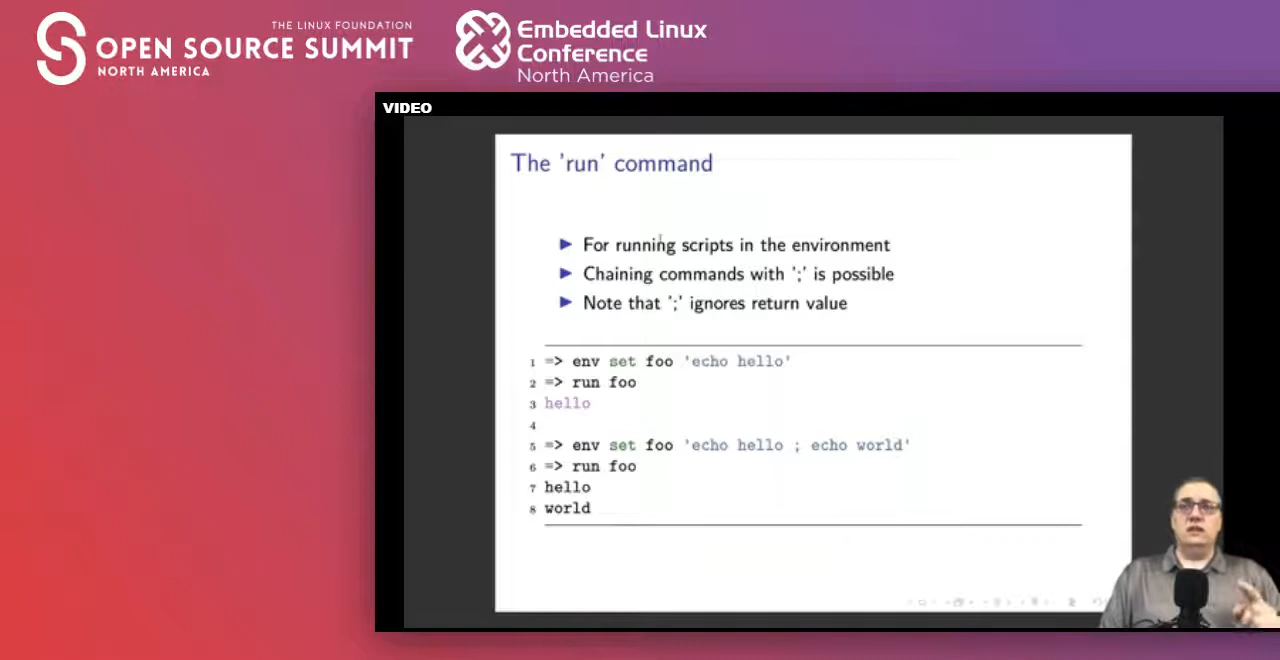 THE LINUX FOUNDATION
OPEN SOURCE SUMMIT
NORTH AMERICA
Embedded Linux
Conference
North America
VIDEO
The 'run' command
For running scripts in the environment
Chaining commands with ';' is possible
Note that ';' ignores return value
1 => env set foo 'echo hello'
2 => run foo
3 hello
4
5 => env set foo 'echo hello ; echo world'
6 => run foo
7 hello
8 world